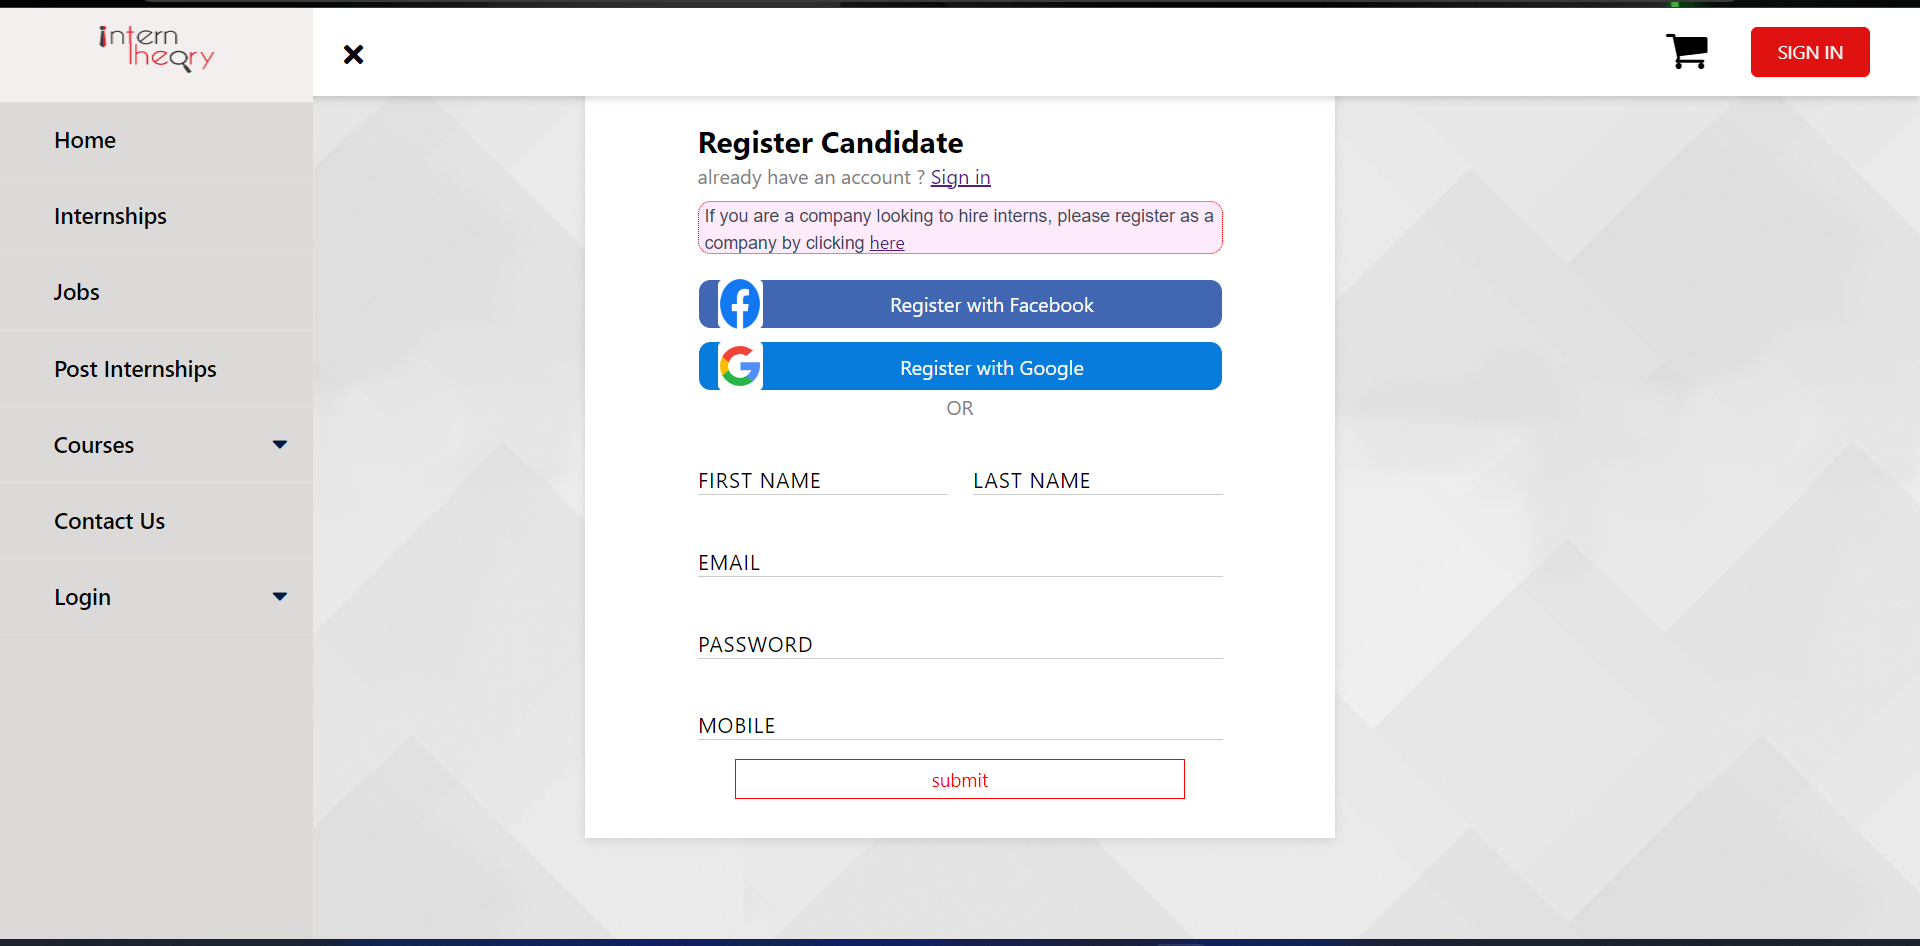 intern
Theory
SIGN IN
Home
Internships
Jobs
Post Internships
Courses
Contact Us
Login
Register Candidate
already have an account ? Sign in
If you are a company looking to hire interns, please register as a
company by clicking here
Register with Facebook
Register with Google
OR
FIRST NAME LAST NAME
EMAIL
PASSWORD
MOBILE
submit